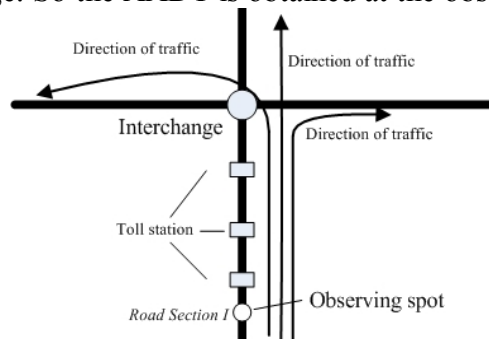 Direction of traffic
Direction of traffic
Interchange
Direction of traffic
Toll station
Observing spot
Road Section I